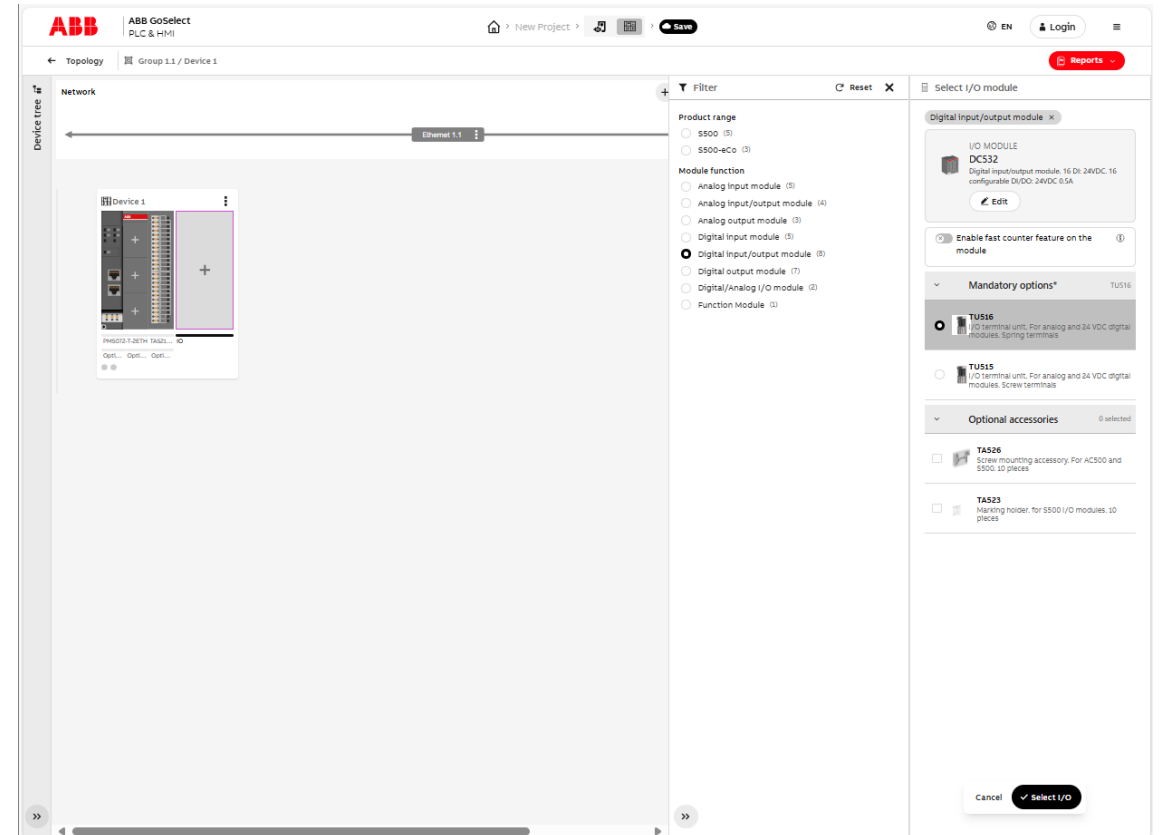 ABB
ABB GoSelect
PLC & HMI
New Project
Save
EN
Login
Topology
Group 1.1 / Device 1
Reports
Device tree
Network
Ethernet 1.1
Device 1
ABB
PM5072-T-2ETH TA521... IO
Opti... Opti... Opti...
Filter
Reset
Product range
S500 (5)
S500-eCo (3)
Module function
Analog input module (5)
Analog input/output module (4)
Analog output module (3)
Digital input module (5)
Digital input/output module (8)
Digital output module (7)
Digital/Analog I/O module (2)
Function Module (1)
Select I/O module
Digital input/output module ×
I/O MODULE
DC532
Digital input/output module. 16 DI: 24VDC. 16
configurable DI/DO: 24VDC 0.5A
Edit
Enable fast counter feature on the
module
Mandatory options* TU516
TU516
I/O terminal unit. For analog and 24 VDC digital
modules. Spring terminals
TU515
I/O terminal unit. For analog and 24 VDC digital
modules. Screw terminals
Optional accessories 0 selected
TA526
Screw mounting accessory. For AC500 and
S500. 10 pieces
TA523
Marking holder. for S500 I/O modules. 10
pieces
Cancel
Select I/O